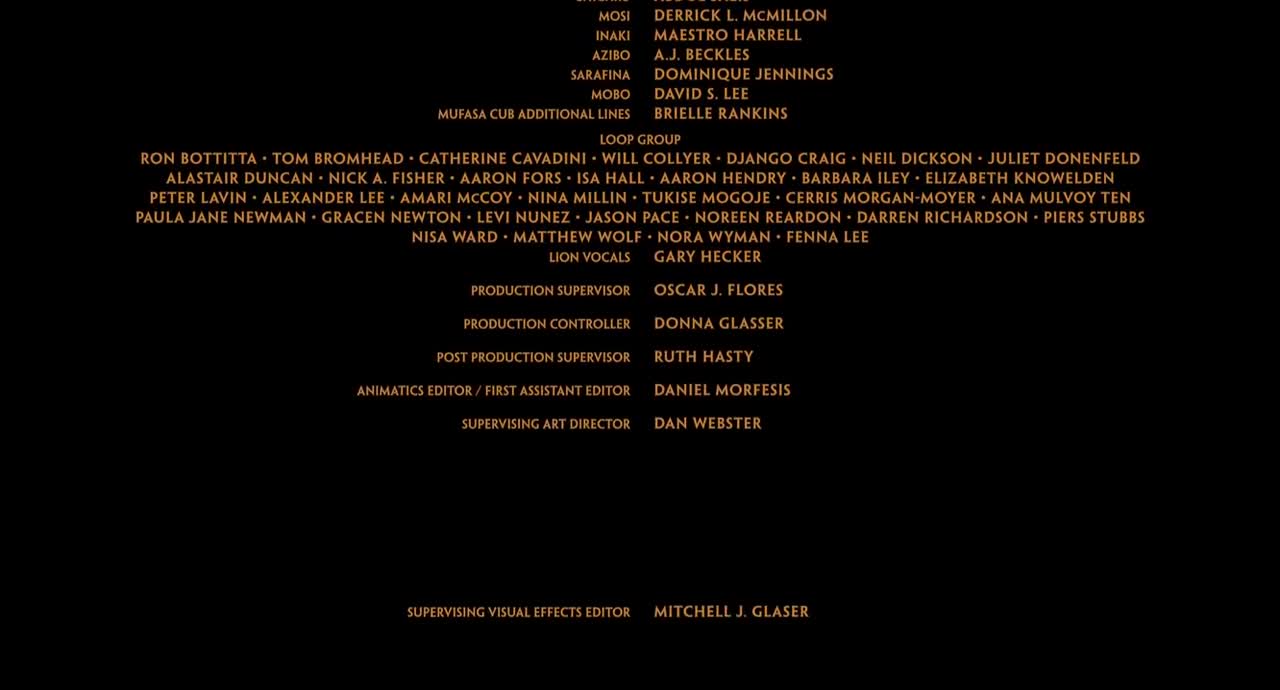 MOSI DERRICK L. McMILLON
INAKI MAESTRO HARRELL
AZIBO A.J. BECKLES
SARAFINA DOMINIQUE JENNINGS
MOBO DAVID S. LEE
MUFASA CUB ADDITIONAL LINES BRIELLE RANKINS
LOOP GROUP
RON BOTTITTA • TOM BROMHEAD • CATHERINE CAVADINI • WILL COLLYER • DJANGO CRAIG • NEIL DICKSON • JULIET DONENFELD
ALASTAIR DUNCAN • NICK A. FISHER • AARON FORS • ISA HALL • AARON HENDRY • BARBARA ILEY • ELIZABETH KNOWELDEN
PETER LAVIN • ALEXANDER LEE • AMARI McCOY • NINA MILLIN • TUKISE MOGOJE • CERRIS MORGAN-MOYER • ANA MULVOY TEN
PAULA JANE NEWMAN • GRACEN NEWTON • LEVI NUNEZ • JASON PACE • NOREEN REARDON • DARREN RICHARDSON • PIERS STUBBS
NISA WARD • MATTHEW WOLF • NORA WYMAN • FENNA LEE
LION VOCALS GARY HECKER
PRODUCTION SUPERVISOR OSCAR J. FLORES
PRODUCTION CONTROLLER DONNA GLASSER
POST PRODUCTION SUPERVISOR RUTH HASTY
ANIMATICS EDITOR / FIRST ASSISTANT EDITOR DANIEL MORFESIS
SUPERVISING ART DIRECTOR DAN WEBSTER
SUPERVISING VISUAL EFFECTS EDITOR MITCHELL J. GLASER